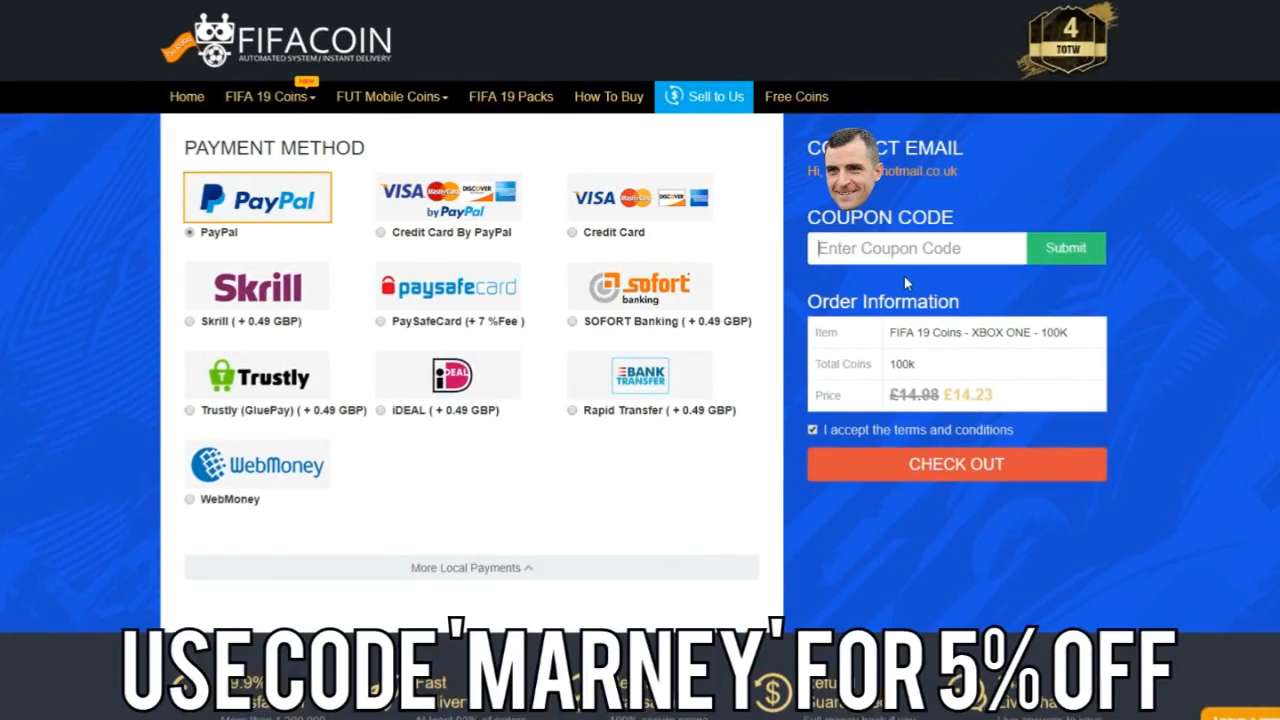 FIFACOIN
AUTOMATED SYSTEM / INSTANT DELIVERY
4
TOTW
NEW
Home FIFA 19 Coins FUT Mobile Coins FIFA 19 Packs How To Buy Sell to Us Free Coins
PAYMENT METHOD
PayPal
PayPal
VISA MasterCard DISCOVER
by PayPal
Credit Card By PayPal
VISA MasterCard DISCOVER
Credit Card
Skrill
Skrill ( + 0.49 GBP)
paysafecard
PaySafeCard (+ 7 %Fee )
sofort
banking
SOFORT Banking ( + 0.49 GBP)
Trustly
Trustly (GluePay) ( + 0.49 GBP)
iDEAL
iDEAL ( + 0.49 GBP)
BANK
TRANSFER
Rapid Transfer ( + 0.49 GBP)
WebMoney
WebMoney
More Local Payments
CT EMAIL
Hi, hotmail.co.uk
COUPON CODE
Enter Coupon Code Submit
Order Information
Item FIFA 19 Coins - XBOX ONE - 100K
Total Coins 100k
Price £14.98 £14.23
I accept the terms and conditions
CHECK OUT
USE CODE 'MARNEY' FOR 5% OFF